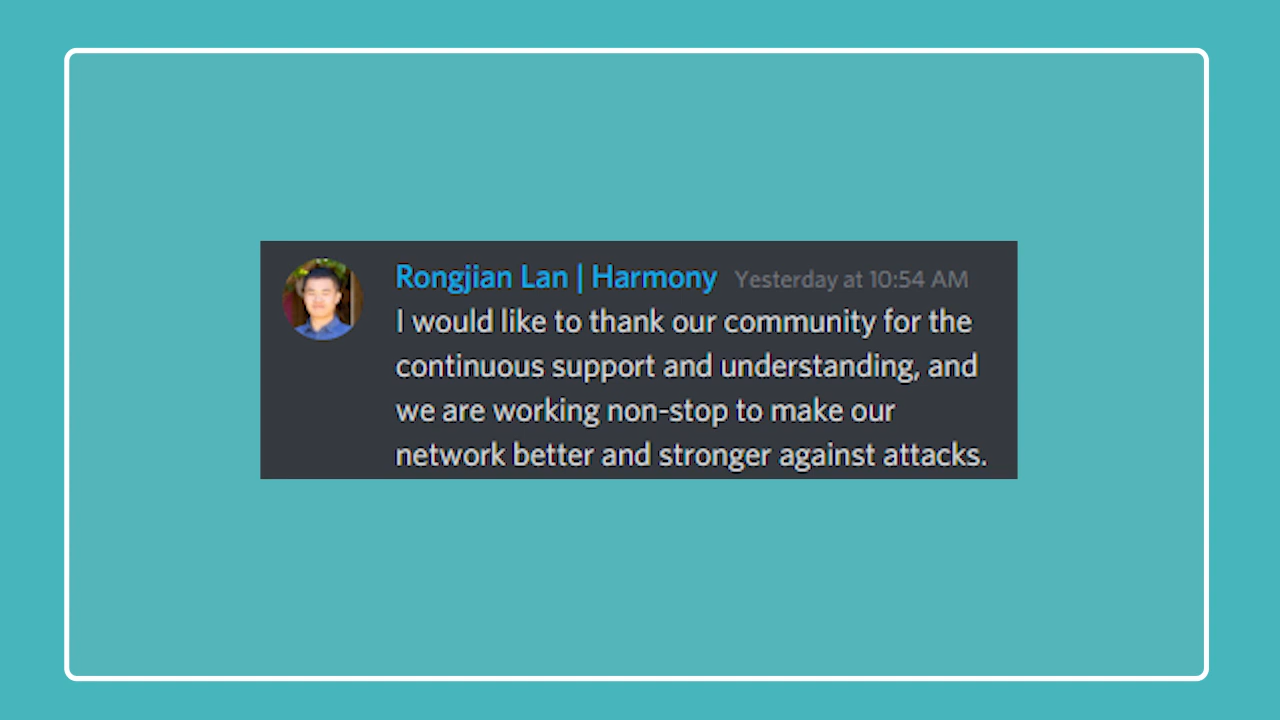 Rongjian Lan | Harmony Yesterday at 10:54 AM
I would like to thank our community for the
continuous support and understanding, and
we are working non-stop to make our
network better and stronger against attacks.